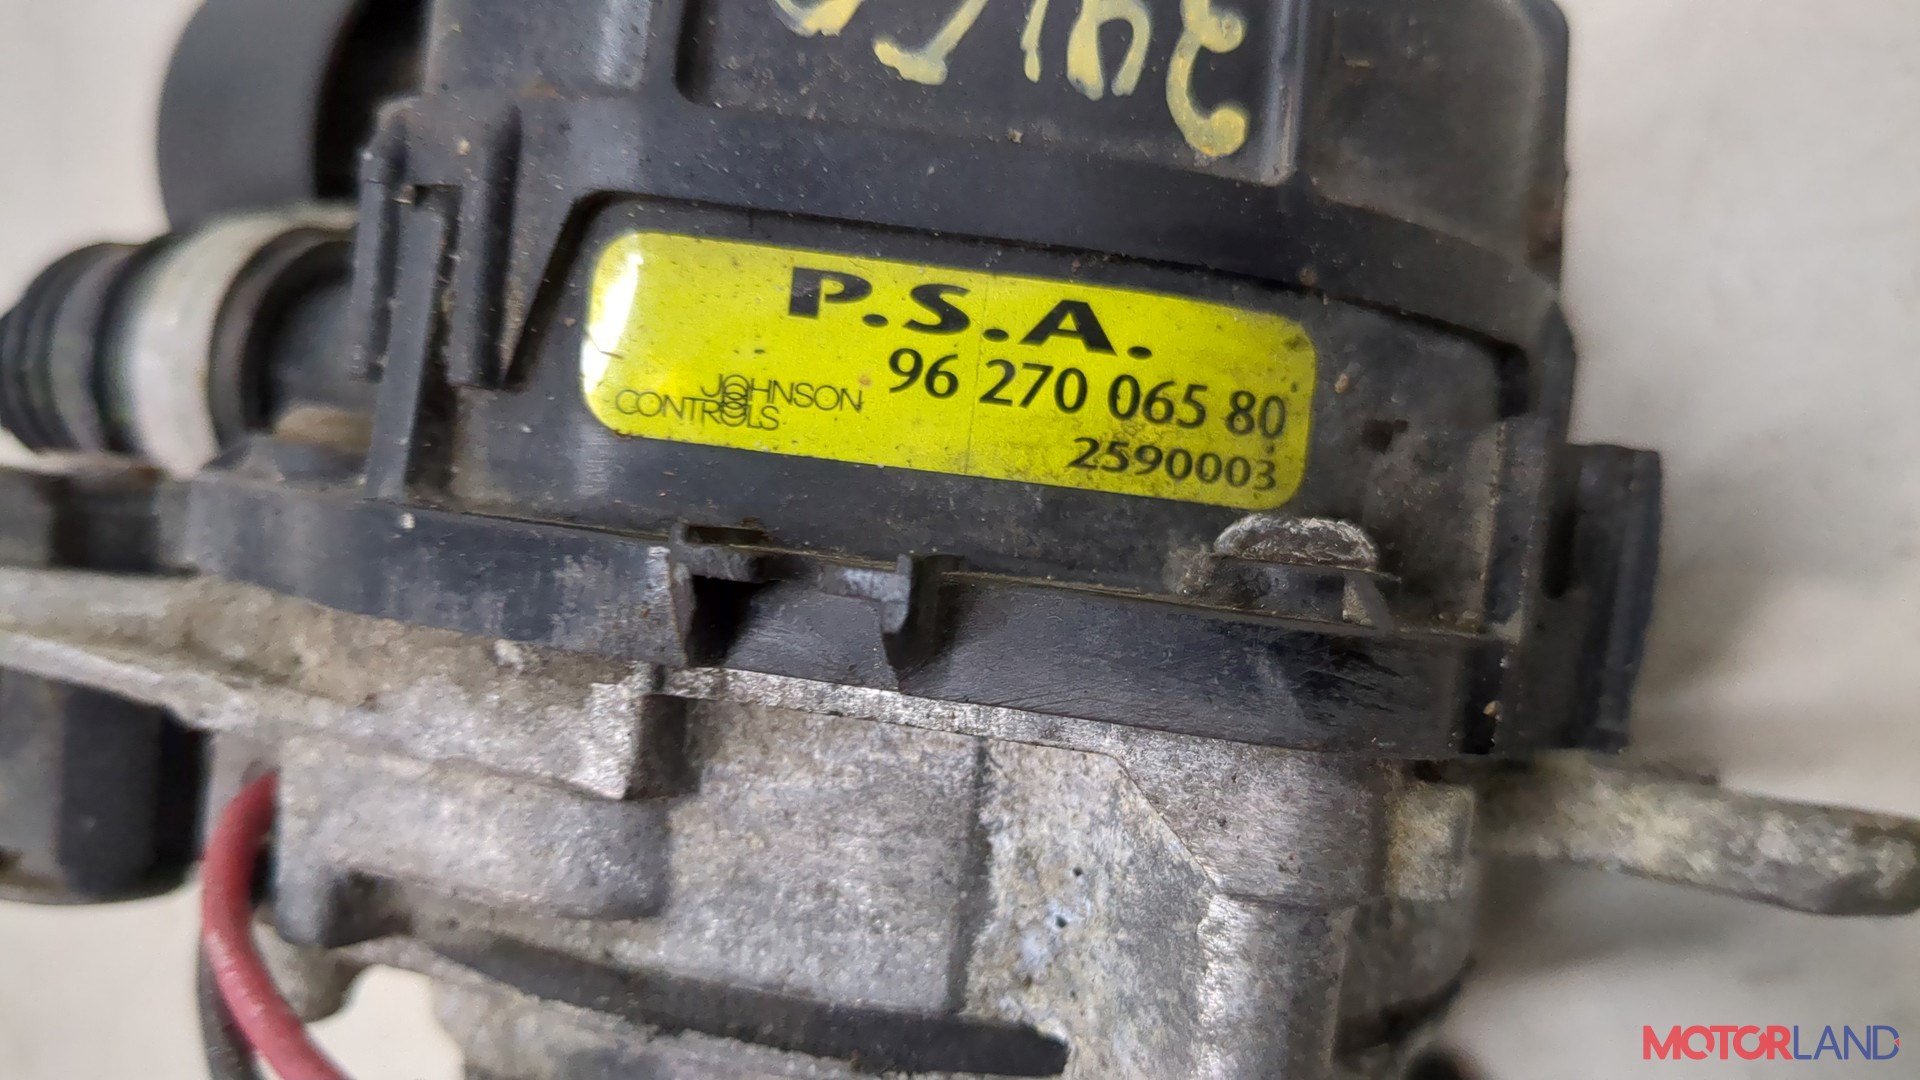 P.S.A.
96 270 065 80
JOHNSON
CONTROLS
2590003
MOTORLAND